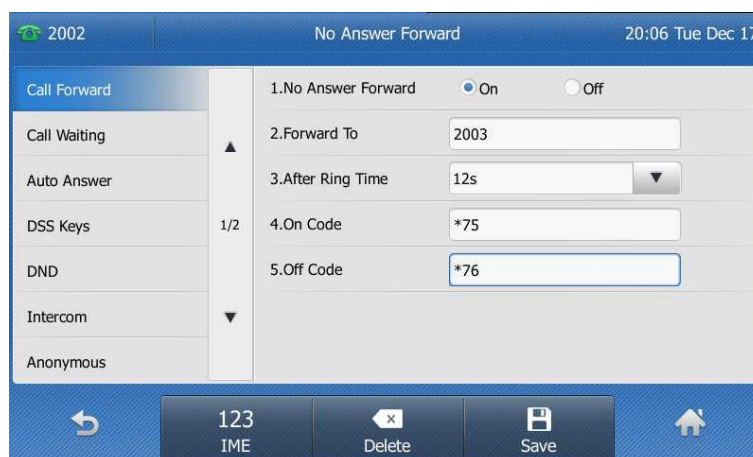 2002 No Answer Forward 20:06 Tue Dec 17
Call Forward
Call Waiting
Auto Answer
DSS Keys
DND
Intercom
Anonymous
1/2
1.No Answer Forward On Off
2.Forward To 2003
3.After Ring Time 12s
4.On Code *75
5.Off Code *76
123
IME
Delete
Save